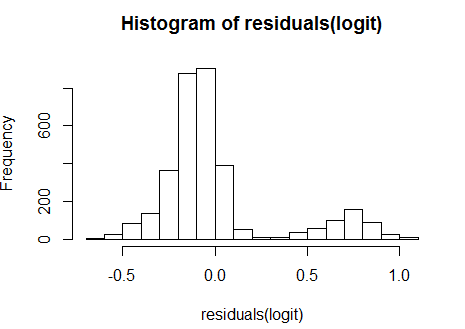 Histogram of residuals(logit)
Frequency
600
200
0
-0.5 0.0 0.5 1.0
residuals(logit)